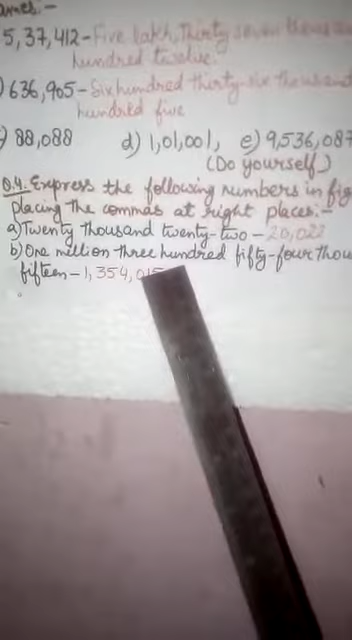 5,37,412 - Five lakh, Thirty seven
hundred twelve.
636,905 - Six hundred thirty-six thousand
hundred five
88,088 d) 1,01,001, e) 9,536,087
(Do yourself.)
Q.4. Express the following numbers in fig
placing the commas at right places:-
a) Twenty thousand twenty-two - 20,022
b) One million three hundred fifty-four thou
fifteen - 1,354,015